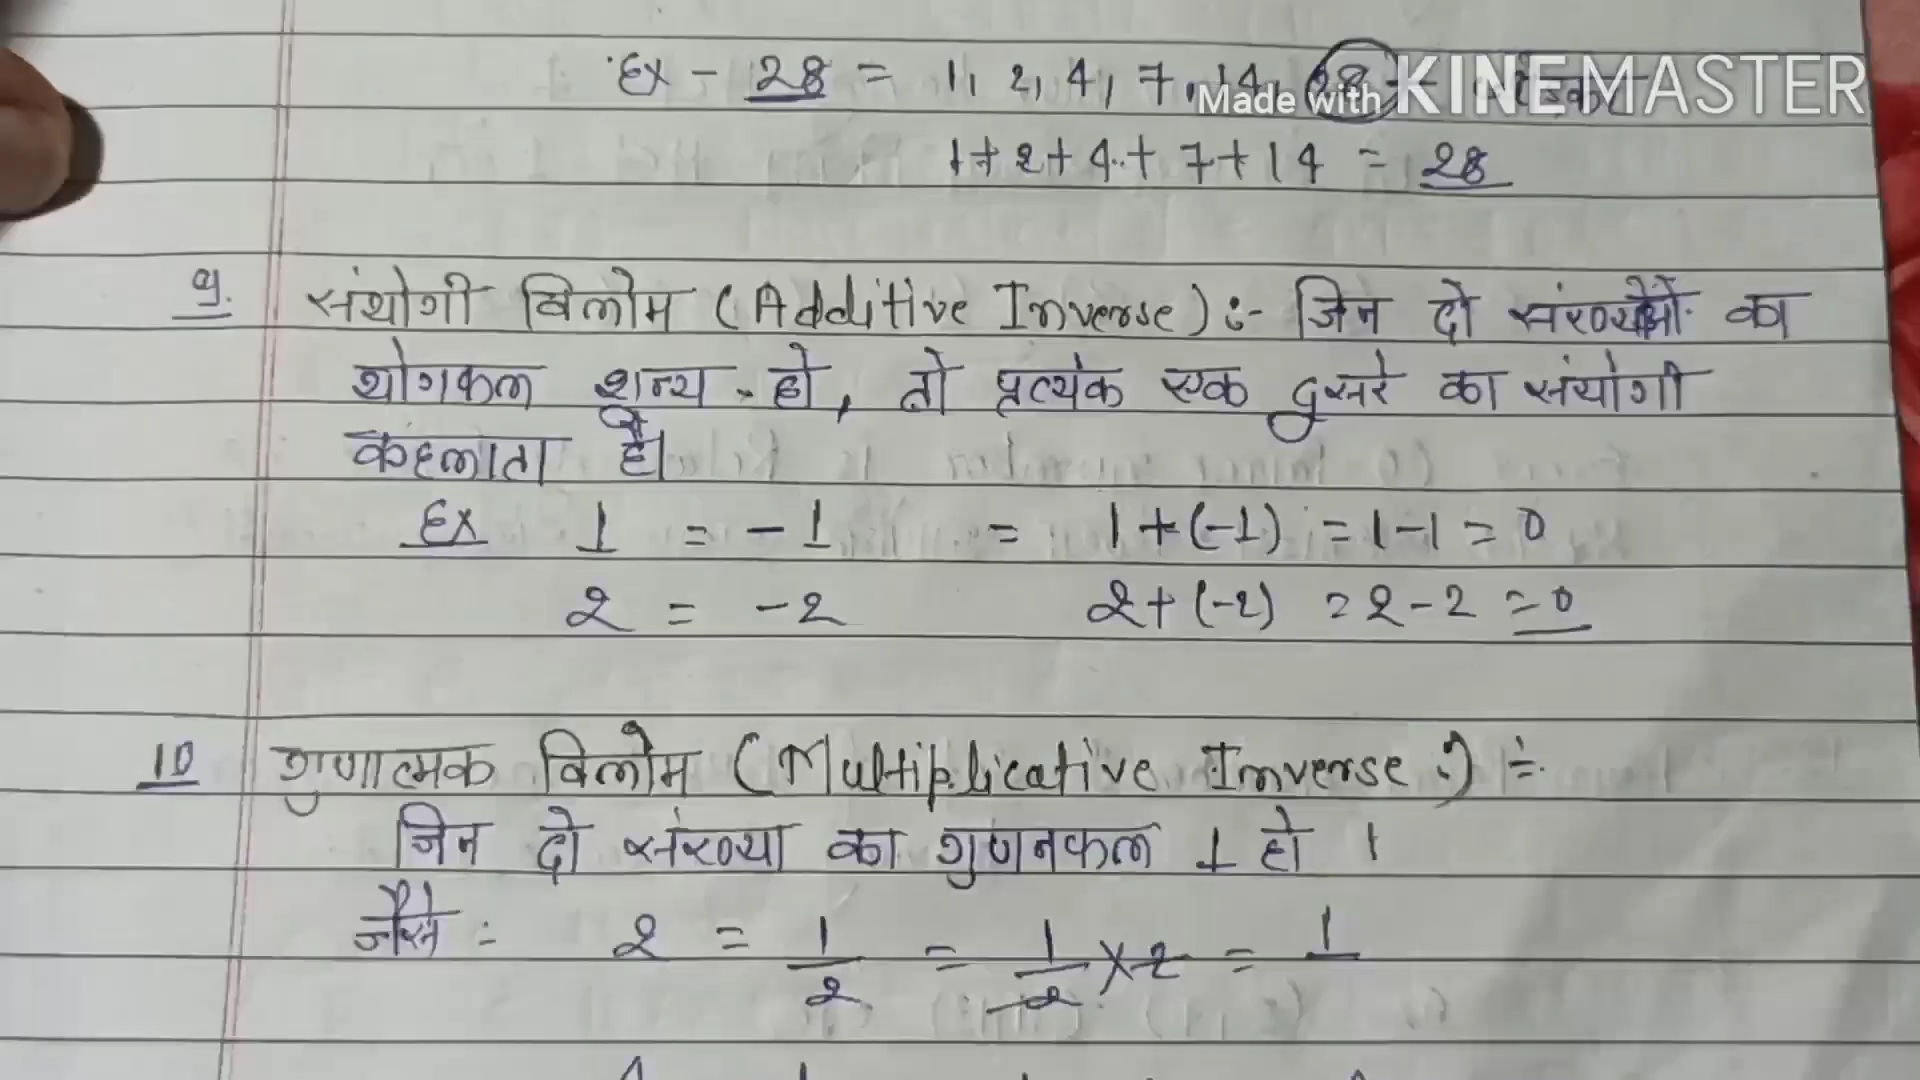 Ex - 28 = 1, 2, 4, 7, 14, 28 -
Made with KINEMASTER
1+2+4+7+14 = 28
9. संयोगी विलोम (Additive Inverse) :- जिन दो का
योगफल शून्य हो, तो प्रत्येक एक दुसरे का संयोगी
कहलाता है।
Ex 1 = -1 = 1+(-1) = 1-1 = 0
2 = -2 2+(-2) = 2-2 = 0
10 गुणात्मक विलोम (Multiplicative Inverse :) ÷
जिन दो संख्या का गुणनफल 1 हो ।
जैसे : 2 = 1/2 = 1/2 × 2 = 1